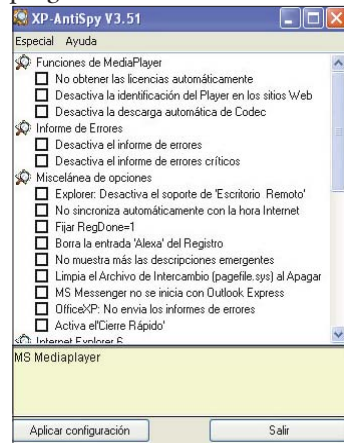 XP-AntiSpy V3.51
Especial Ayuda
Funciones de MediaPlayer
No obtener las licencias automáticamente
Desactiva la identificación del Player en los sitios Web
Desactiva la descarga automática de Codec
Informe de Errores
Desactiva el informe de errores
Desactiva el informe de errores críticos
Miscelánea de opciones
Explorer: Desactiva el soporte de 'Escritorio Remoto'
No sincroniza automáticamente con la hora Internet
Fijar RegDone=1
Borra la entrada 'Alexa' del Registro
No muestra más las descripciones emergentes
Limpia el Archivo de Intercambio (pagefile.sys) al Apagar
MS Messenger no se inicia con Outlook Express
OfficeXP: No envia los informes de errores
Activa el'Cierre Rápido'
Internet Explorer 6
MS Mediaplayer
Aplicar configuración Salir